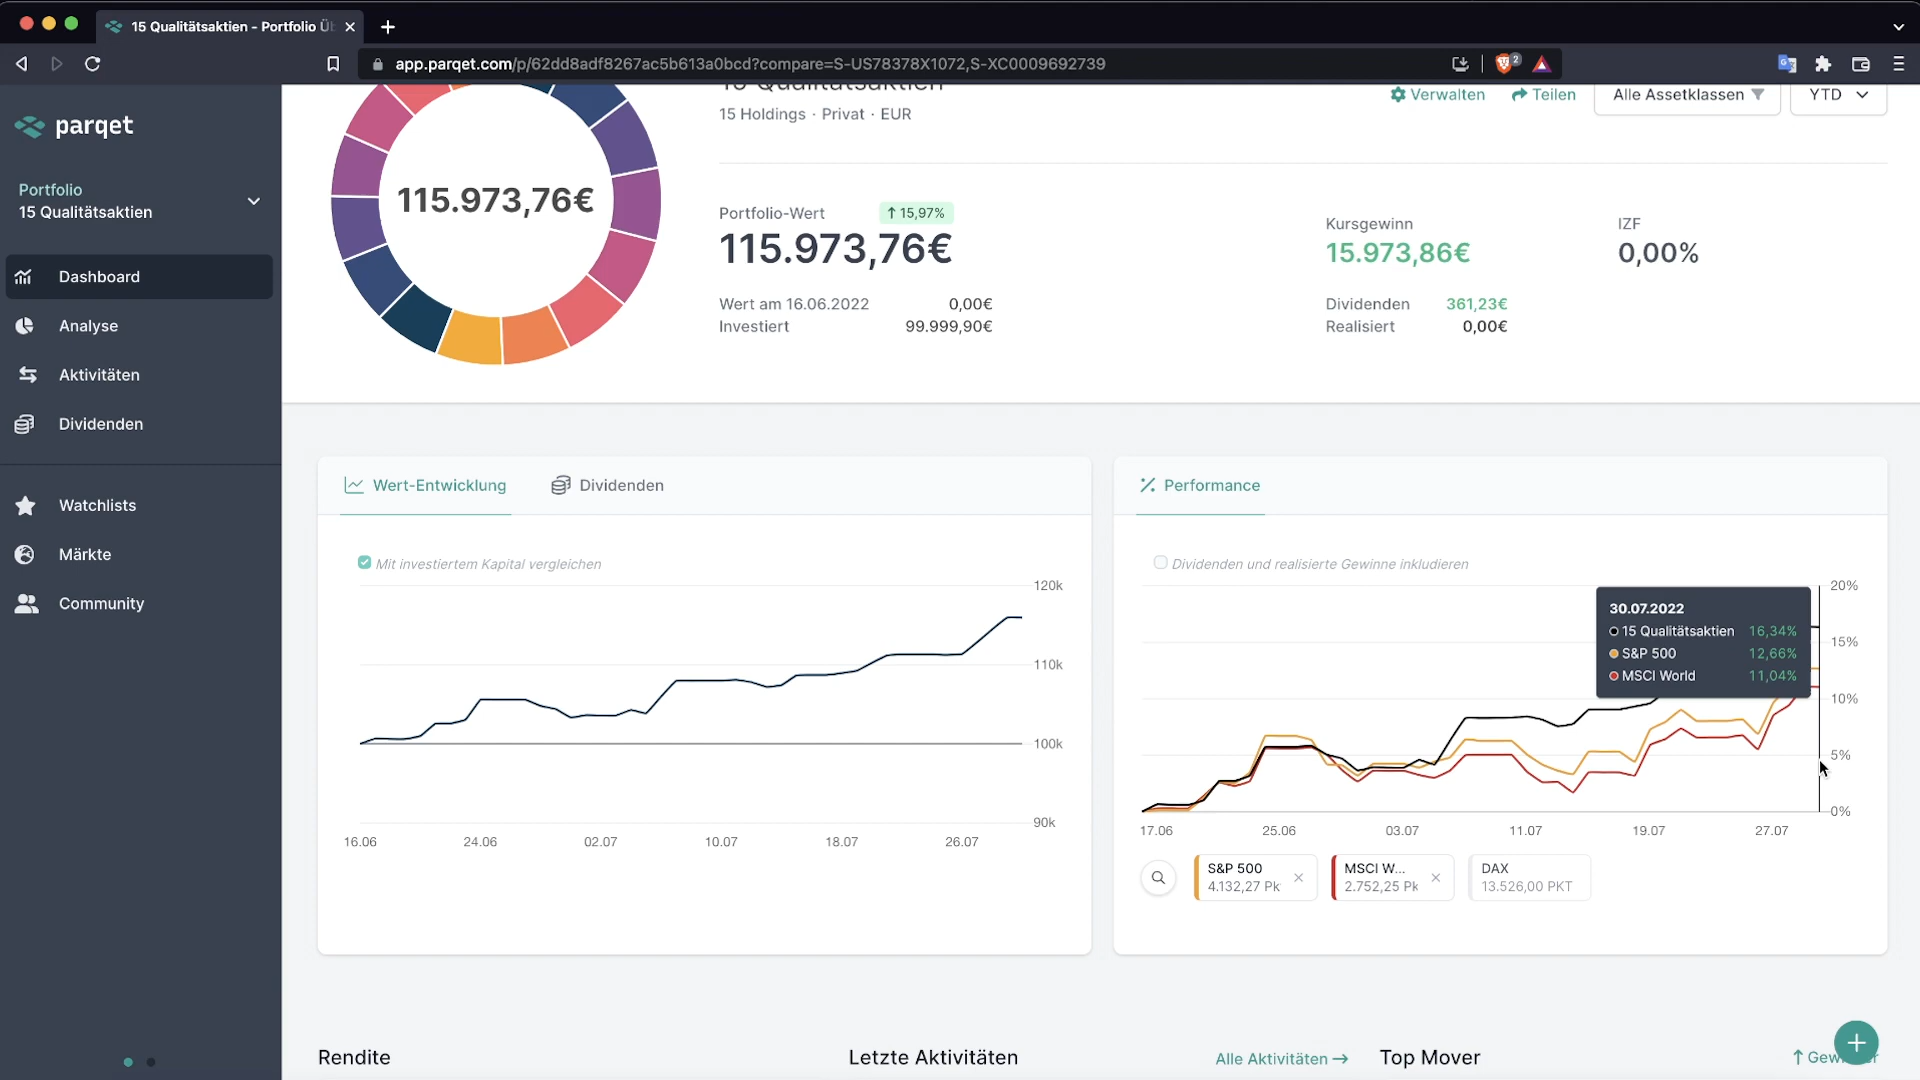 15 Qualitätsaktien - Portfolio Üb
app.parqet.com/p/62dd8adf8267ac5b613a0bcd?compare=S-US78378X1072,S-XC0009692739
2
parqet
Portfolio
15 Qualitätsaktien
Dashboard
Analyse
Aktivitäten
Dividenden
Watchlists
Märkte
Community
115.973,76€
15 Qualitätsaktien
15 Holdings · Privat · EUR
Verwalten
Teilen
Alle Assetklassen
YTD
Portfolio-Wert
↑ 15,97%
115.973,76€
Wert am 16.06.2022 0,00€
Investiert 99.999,90€
Kursgewinn
15.973,86€
Dividenden 361,23€
Realisiert 0,00€
IZF
0,00%
Wert-Entwicklung
Dividenden
Mit investiertem Kapital vergleichen
120k
110k
100k
90k
16.06 24.06 02.07 10.07 18.07 26.07
Performance
Dividenden und realisierte Gewinne inkludieren
30.07.2022
15 Qualitätsaktien 16,34%
S&P 500 12,66%
MSCI World 11,04%
20%
15%
10%
5%
0%
17.06 25.06 03.07 11.07 19.07 27.07
S&P 500
4.132,27 Pk
MSCI W...
2.752,25 Pk
DAX
13.526,00 PKT
Rendite
Letzte Aktivitäten
Alle Aktivitäten →
Top Mover